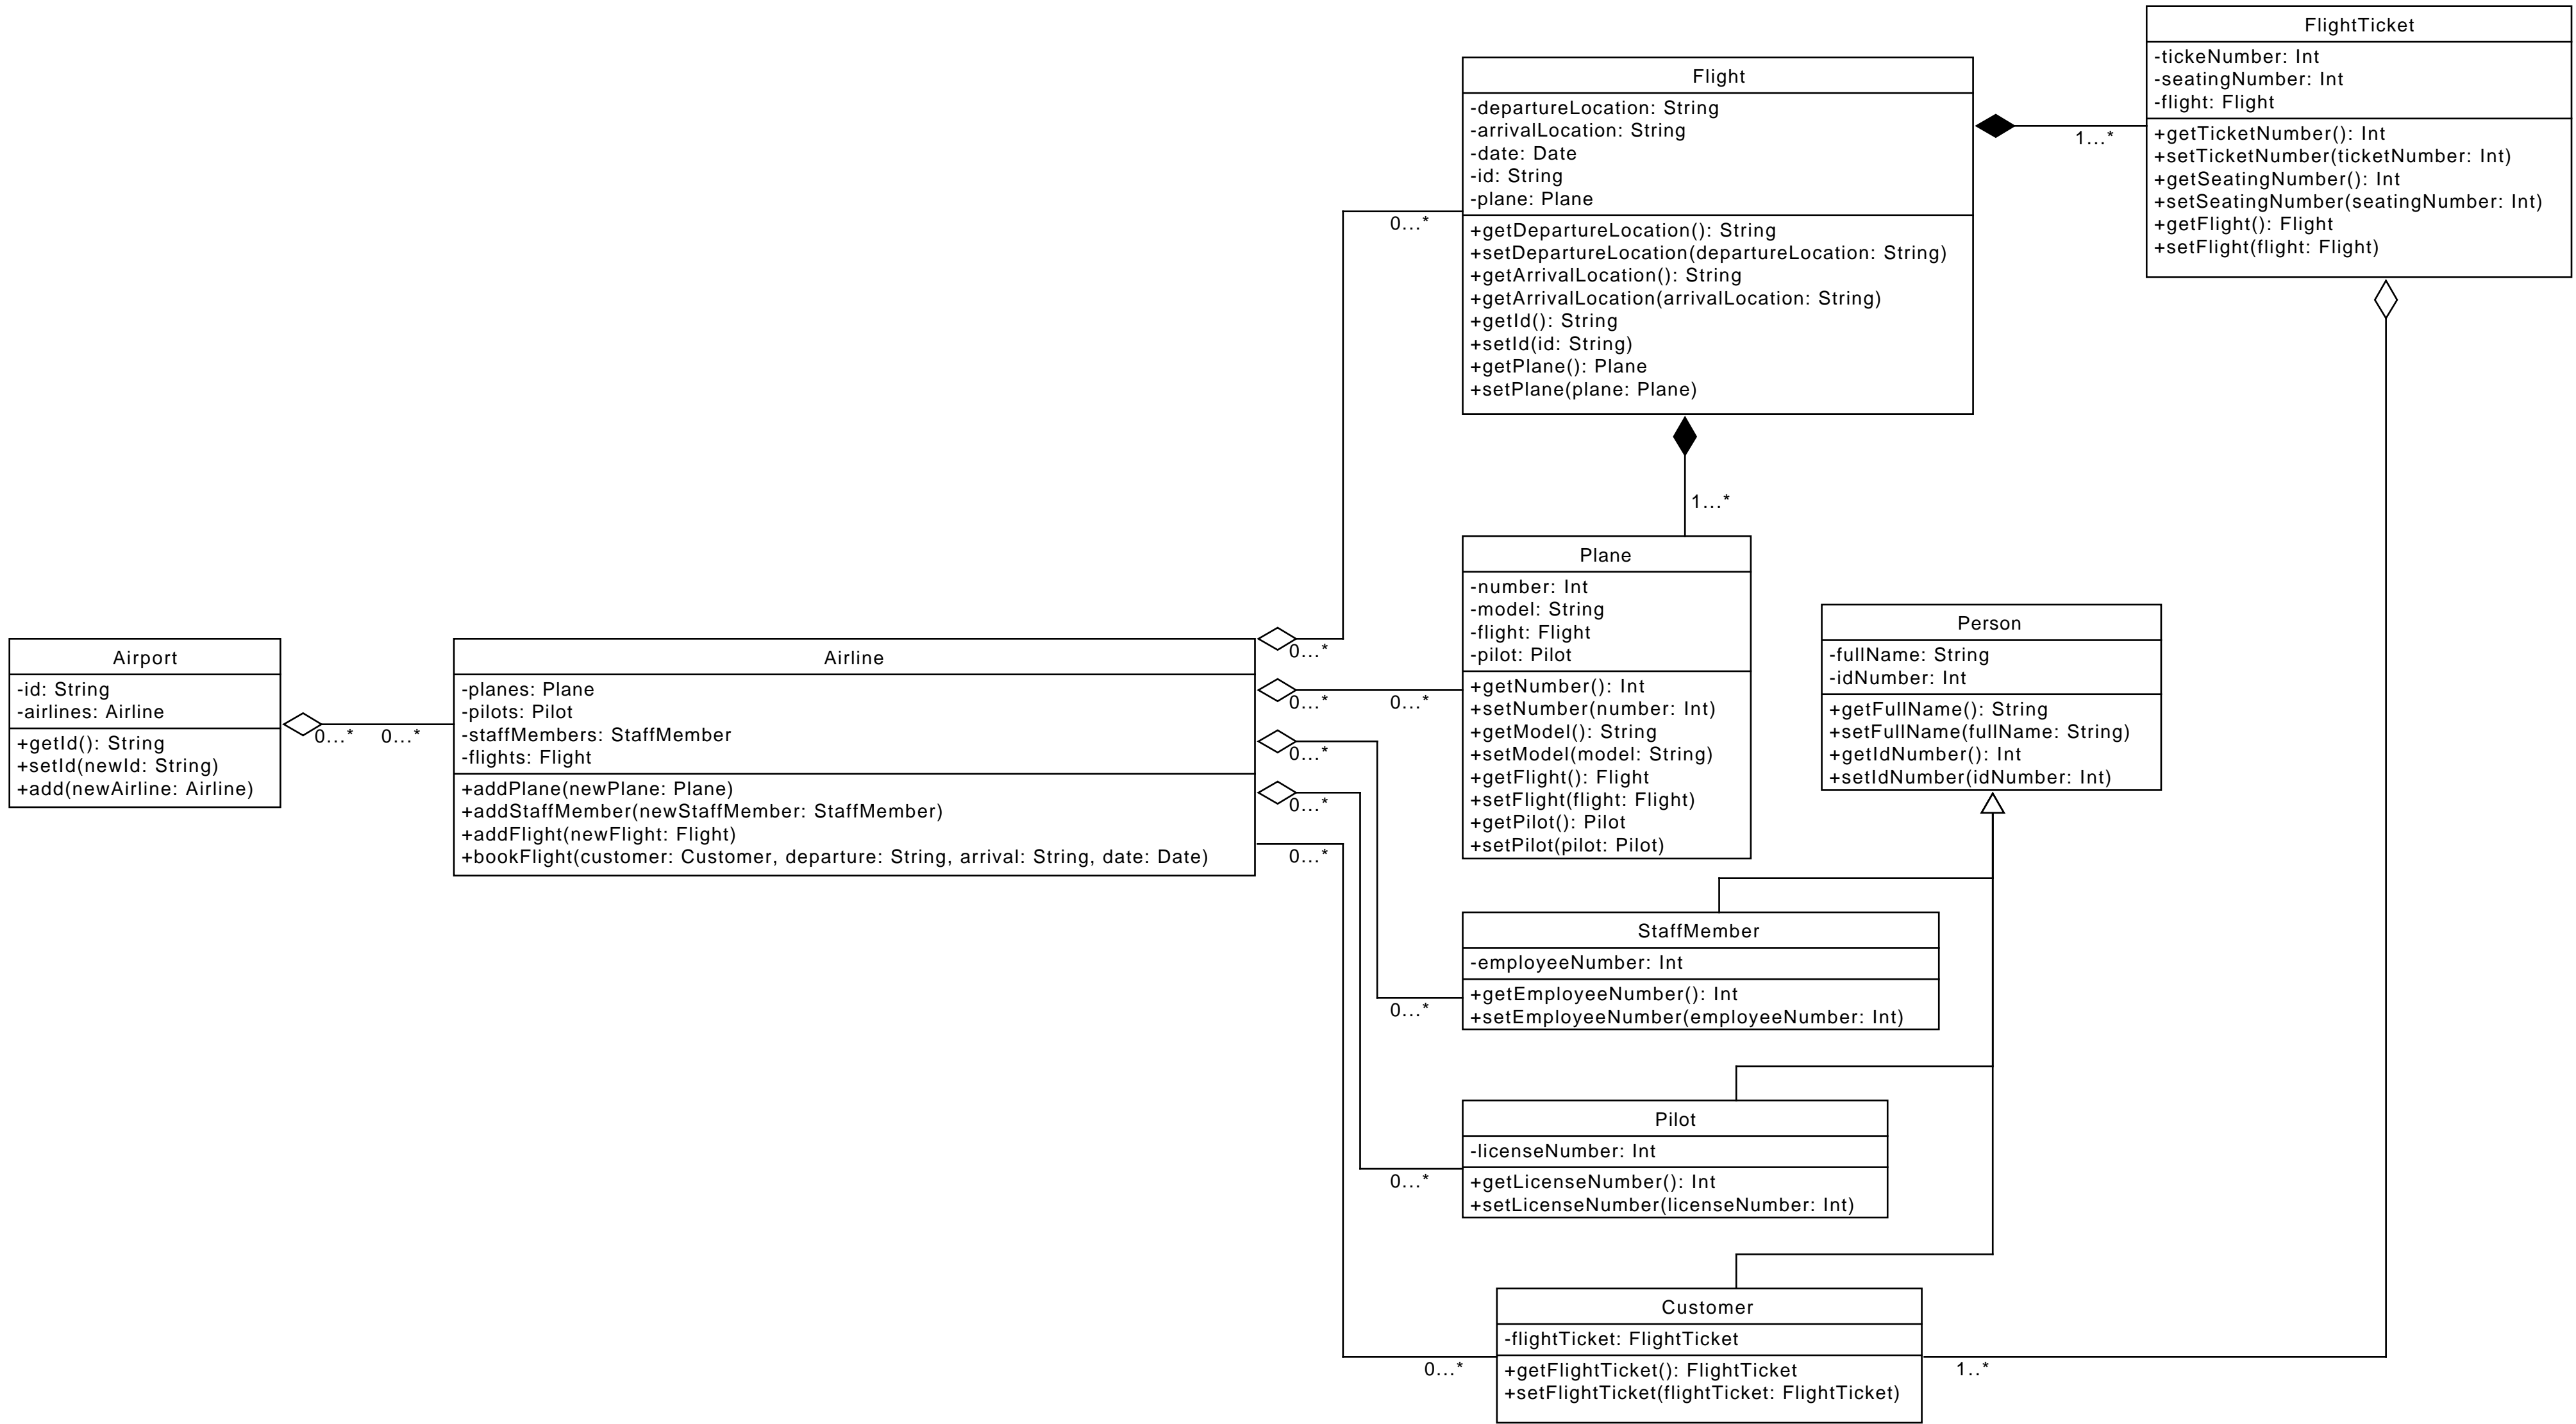 FlightTicket
-tickeNumber: Int
-seatingNumber: Int
-flight: Flight
+getTicketNumber(): Int
+setTicketNumber(ticketNumber: Int)
+getSeatingNumber(): Int
+setSeatingNumber(seatingNumber: Int)
+getFlight(): Flight
+setFlight(flight: Flight)
Flight
-departureLocation: String
-arrivalLocation: String
-date: Date
-id: String
-plane: Plane
+getDepartureLocation(): String
+setDepartureLocation(departureLocation: String)
+getArrivalLocation(): String
+getArrivalLocation(arrivalLocation: String)
+getId(): String
+setId(id: String)
+getPlane(): Plane
+setPlane(plane: Plane)
1...*
0...*
1...*
Plane
-number: Int
-model: String
-flight: Flight
-pilot: Pilot
+getNumber(): Int
+setNumber(number: Int)
+getModel(): String
+setModel(model: String)
+getFlight(): Flight
+setFlight(flight: Flight)
+getPilot(): Pilot
+setPilot(pilot: Pilot)
Person
-fullName: String
-idNumber: Int
+getFullName(): String
+setFullName(fullName: String)
+getIdNumber(): Int
+setIdNumber(idNumber: Int)
Airport
-id: String
-airlines: Airline
+getId(): String
+setId(newId: String)
+add(newAirline: Airline)
0...*
0...*
Airline
-planes: Plane
-pilots: Pilot
-staffMembers: StaffMember
-flights: Flight
+addPlane(newPlane: Plane)
+addStaffMember(newStaffMember: StaffMember)
+addFlight(newFlight: Flight)
+bookFlight(customer: Customer, departure: String, arrival: String, date: Date)
0...*
0...*
0...*
0...*
0...*
0...*
StaffMember
-employeeNumber: Int
+getEmployeeNumber(): Int
+setEmployeeNumber(employeeNumber: Int)
0...*
Pilot
-licenseNumber: Int
+getLicenseNumber(): Int
+setLicenseNumber(licenseNumber: Int)
0...*
Customer
-flightTicket: FlightTicket
+getFlightTicket(): FlightTicket
+setFlightTicket(flightTicket: FlightTicket)
0...*
1..*